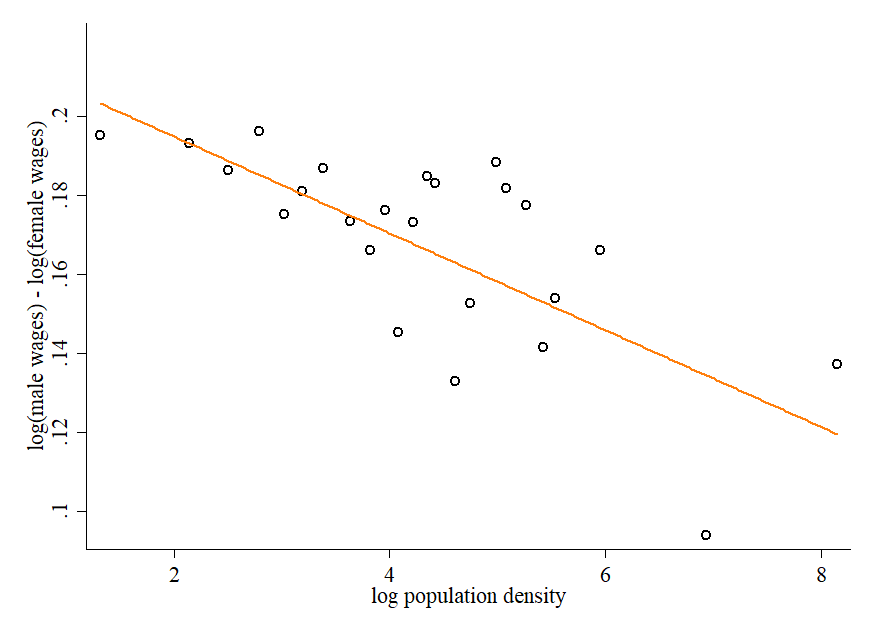 log(male wages) - log(female wages)
.2
.18
.16
.14
.12
.1
2 4 6 8
log population density